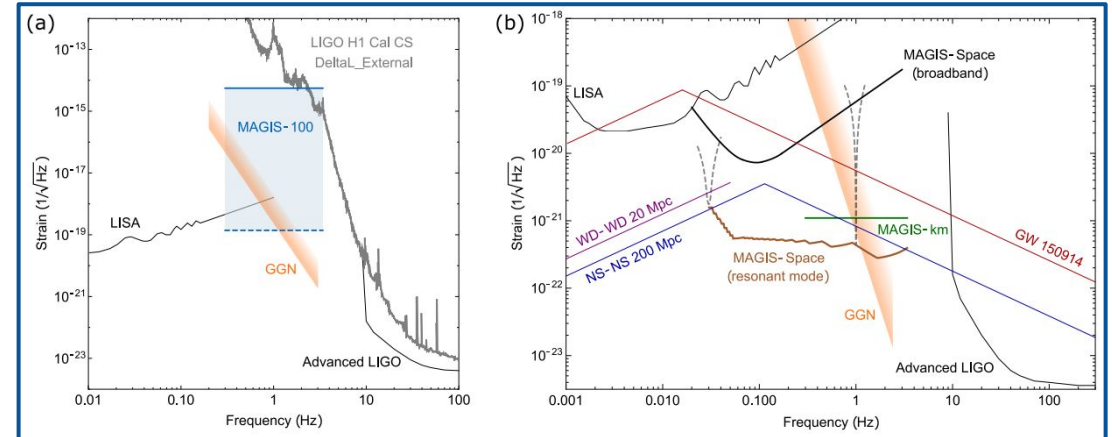 (a)
10^-13
10^-15
10^-17
10^-19
10^-21
10^-23
Strain (1/√Hz)
LIGO H1 Cal CS
DeltaL_External
MAGIS-100
LISA
GGN
Advanced LIGO
0.01 0.10 1 10 100
Frequency (Hz)
(b)
10^-18
10^-19
10^-20
10^-21
10^-22
10^-23
Strain (1/√Hz)
LISA
MAGIS-Space
(broadband)
WD-WD 20 Mpc
NS-NS 200 Mpc
MAGIS-km
MAGIS-Space
(resonant mode)
GW 150914
GGN
Advanced LIGO
0.001 0.010 0.100 1 10 100
Frequency (Hz)